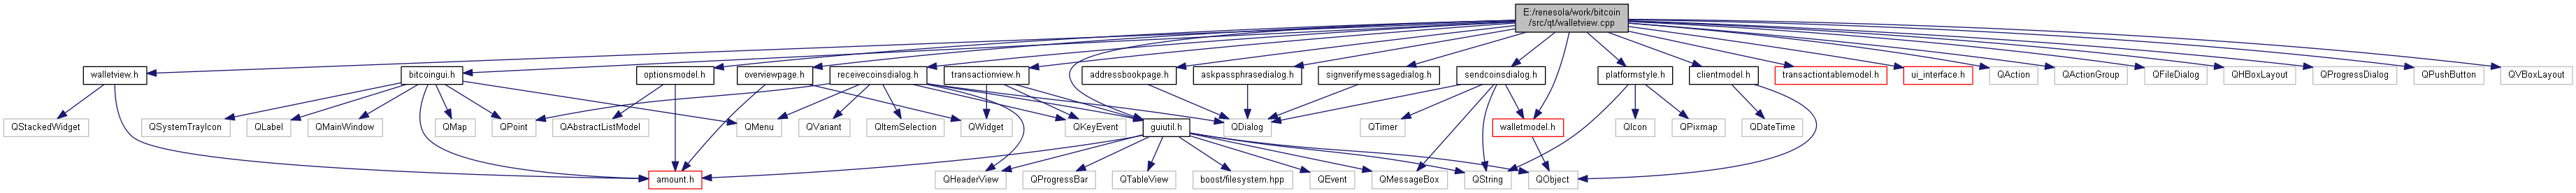 E:/renesola/work/bitcoin
/src/qt/walletview.cpp
walletview.h
bitcoingui.h
optionsmodel.h
overviewpage.h
receivecoinsdialog.h
transactionview.h
addressbookpage.h
askpassphrasedialog.h
signverifymessagedialog.h
sendcoinsdialog.h
platformstyle.h
clientmodel.h
transactiontablemodel.h
ui_interface.h
QAction
QActionGroup
QFileDialog
QHBoxLayout
QProgressDialog
QPushButton
QVBoxLayout
QStackedWidget
QSystemTrayIcon
QLabel
QMainWindow
QMap
QPoint
QAbstractListModel
QMenu
QVariant
QItemSelection
QWidget
QKeyEvent
guiutil.h
QDialog
QTimer
walletmodel.h
QIcon
QPixmap
QDateTime
amount.h
QHeaderView
QProgressBar
QTableView
boost/filesystem.hpp
QEvent
QMessageBox
QString
QObject